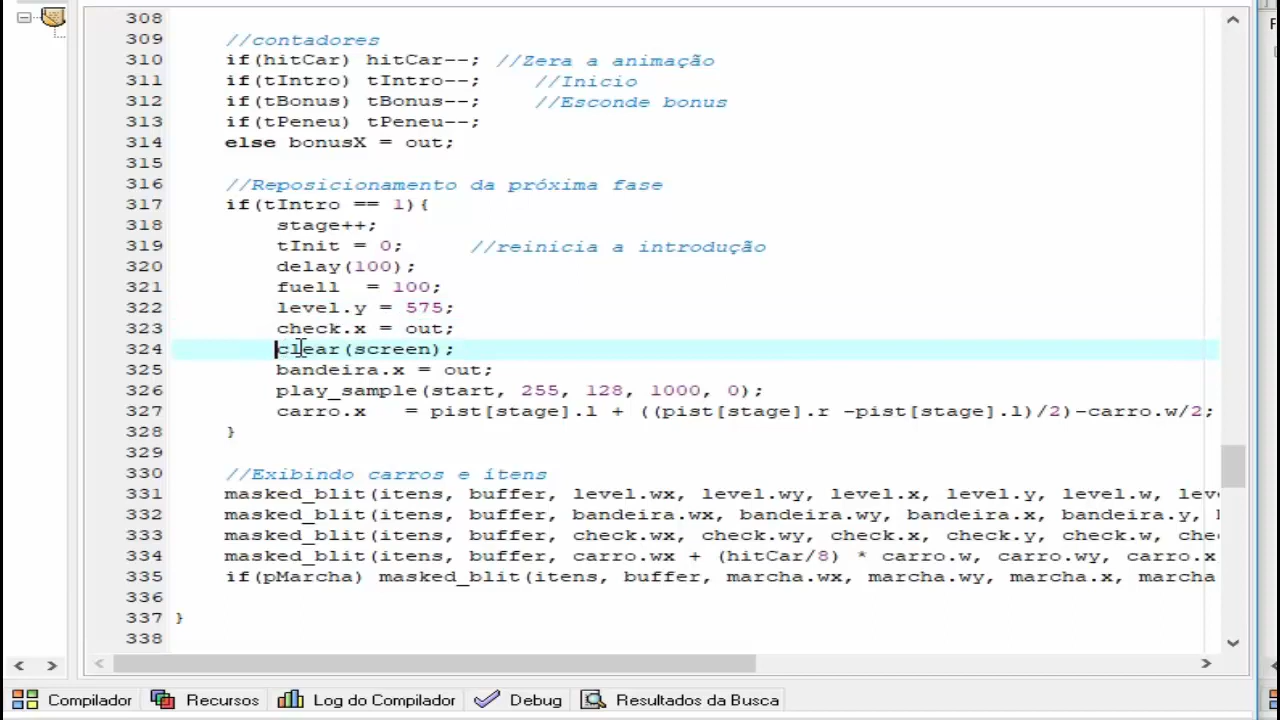 308
309 //contadores
310 if(hitCar) hitCar--; //Zera a animação
311 if(tIntro) tIntro--; //Inicio
312 if(tBonus) tBonus--; //Esconde bonus
313 if(tPeneu) tPeneu--;
314 else bonusX = out;
315
316 //Reposicionamento da próxima fase
317 if(tIntro == 1){
318 stage++;
319 tInit = 0; //reinicia a introdução
320 delay(100);
321 fuell = 100;
322 level.y = 575;
323 check.x = out;
324 clear(screen);
325 bandeira.x = out;
326 play_sample(start, 255, 128, 1000, 0);
327 carro.x = pist[stage].l + ((pist[stage].r -pist[stage].l)/2)-carro.w/2;
328 }
329
330 //Exibindo carros e ítens
331 masked_blit(itens, buffer, level.wx, level.wy, level.x, level.y, level.w,
332 masked_blit(itens, buffer, bandeira.wx, bandeira.wy, bandeira.x, bandeira.y,
333 masked_blit(itens, buffer, check.wx, check.wy, check.x, check.y, check.w,
334 masked_blit(itens, buffer, carro.wx + (hitCar/8) * carro.w, carro.wy, carro.x
335 if(pMarcha) masked_blit(itens, buffer, marcha.wx, marcha.wy, marcha.x, marcha
336
337 }
338
Compilador Recursos Log do Compilador Debug Resultados da Busca